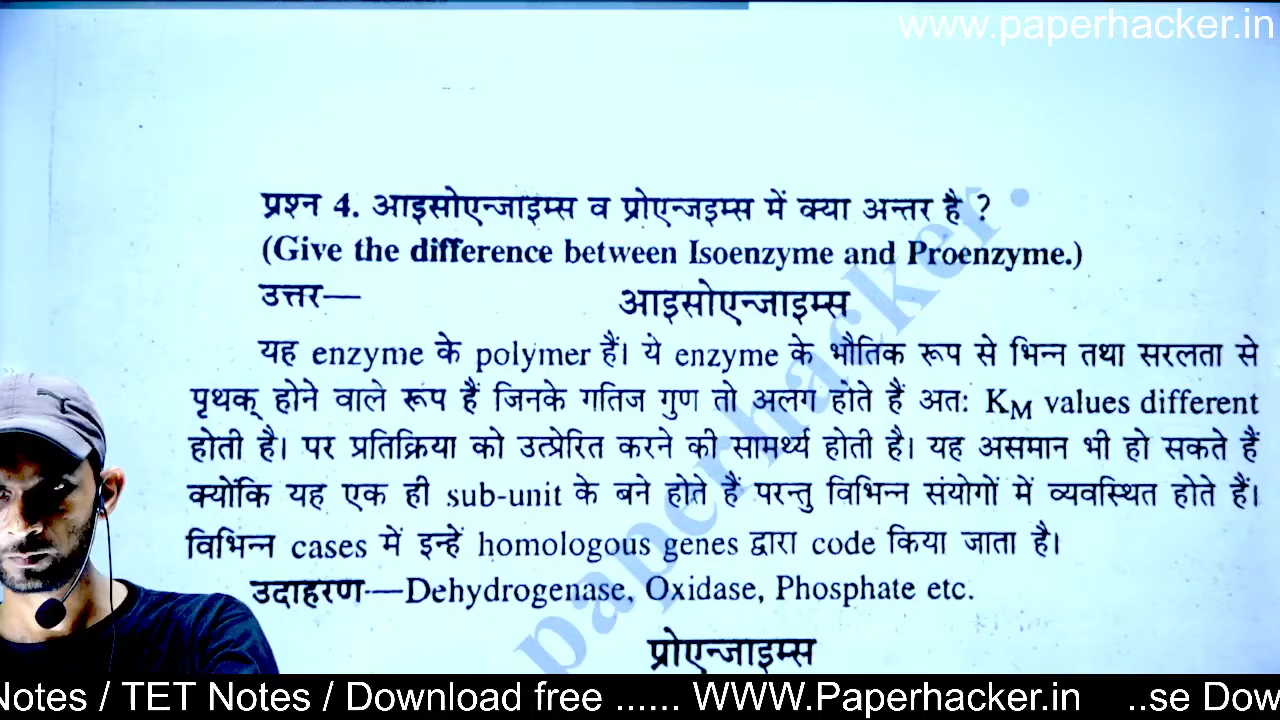 www.paperhacker.in
प्रश्न 4. आइसोएन्जाइम्स व प्रोएन्जइम्स में क्या अन्तर है ?
(Give the difference between Isoenzyme and Proenzyme.)
उत्तर— आइसोएन्जाइम्स
यह enzyme के polymer हैं। ये enzyme के भौतिक रूप से भिन्न तथा सरलता से
पृथक् होने वाले रूप हैं जिनके गतिज गुण तो अलग होते हैं अतः KM values different
होती है। पर प्रतिक्रिया को उत्प्रेरित करने की सामर्थ्य होती है। यह असमान भी हो सकते हैं
क्योंकि यह एक ही sub-unit के बने होते हैं परन्तु विभिन्न संयोगों में व्यवस्थित होते हैं।
विभिन्न cases में इन्हें homologous genes द्वारा code किया जाता है।
उदाहरण—Dehydrogenase, Oxidase, Phosphate etc.
प्रोएन्जाइम्स
paperhacker.
Notes / TET Notes / Download free ...... WWW.Paperhacker.in ..se Dow